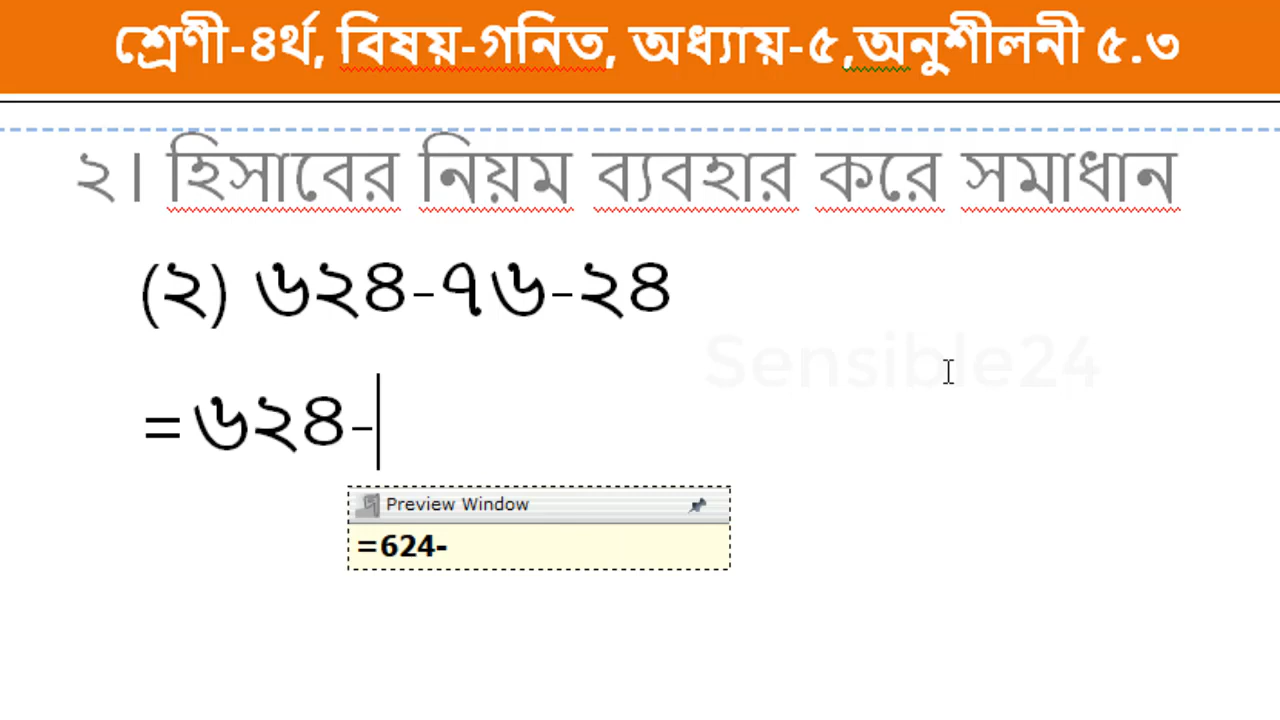 শ্রেণী-৪র্থ, বিষয়-গনিত, অধ্যায়-৫,অনুশীলনী ৫.৩
২। হিসাবের নিয়ম ব্যবহার করে সমাধান
(২) ৬২৪-৭৬-২৪
Sensible24
=৬২৪-
Preview Window
=624-